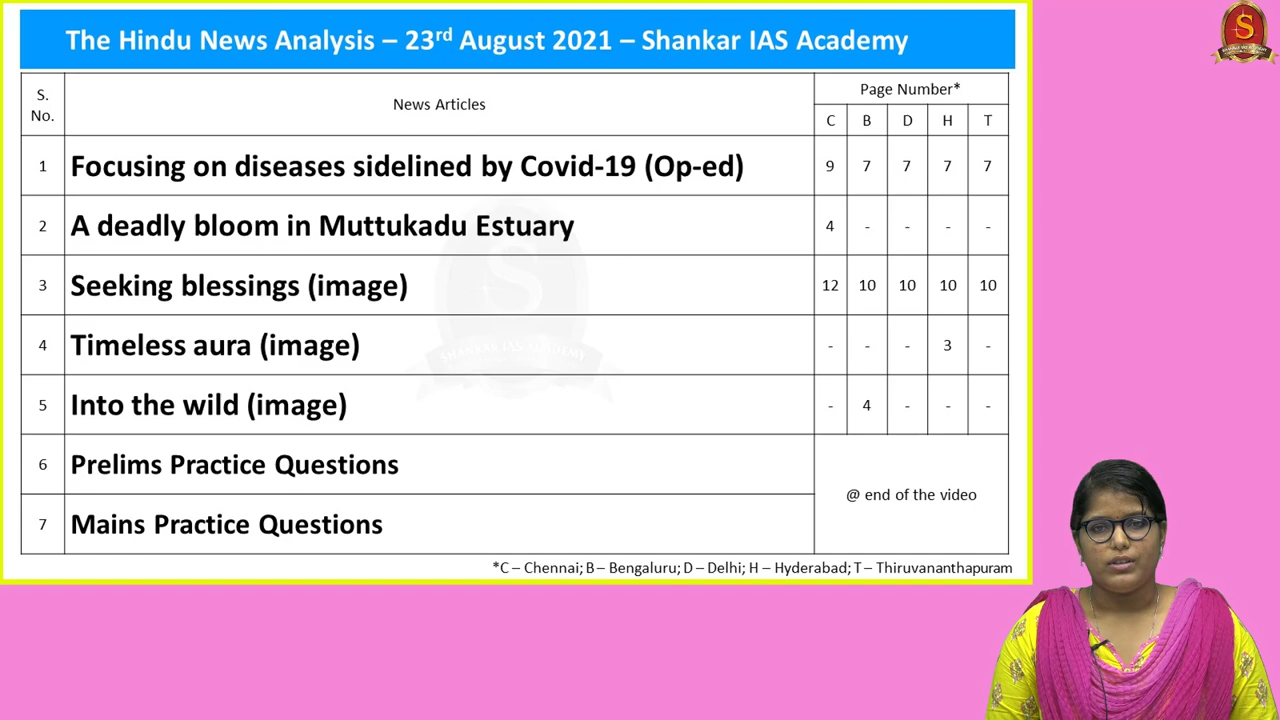 The Hindu News Analysis – 23rd August 2021 – Shankar IAS Academy
S. No. News Articles Page Number*
C B D H T
1 Focusing on diseases sidelined by Covid-19 (Op-ed) 9 7 7 7 7
2 A deadly bloom in Muttukadu Estuary 4 - - - -
3 Seeking blessings (image) 12 10 10 10 10
4 Timeless aura (image) - - - 3 -
5 Into the wild (image) - 4 - - -
6 Prelims Practice Questions
@ end of the video
7 Mains Practice Questions
*C – Chennai; B – Bengaluru; D – Delhi; H – Hyderabad; T – Thiruvananthapuram
S
SHANKAR IAS ACADEMY
S